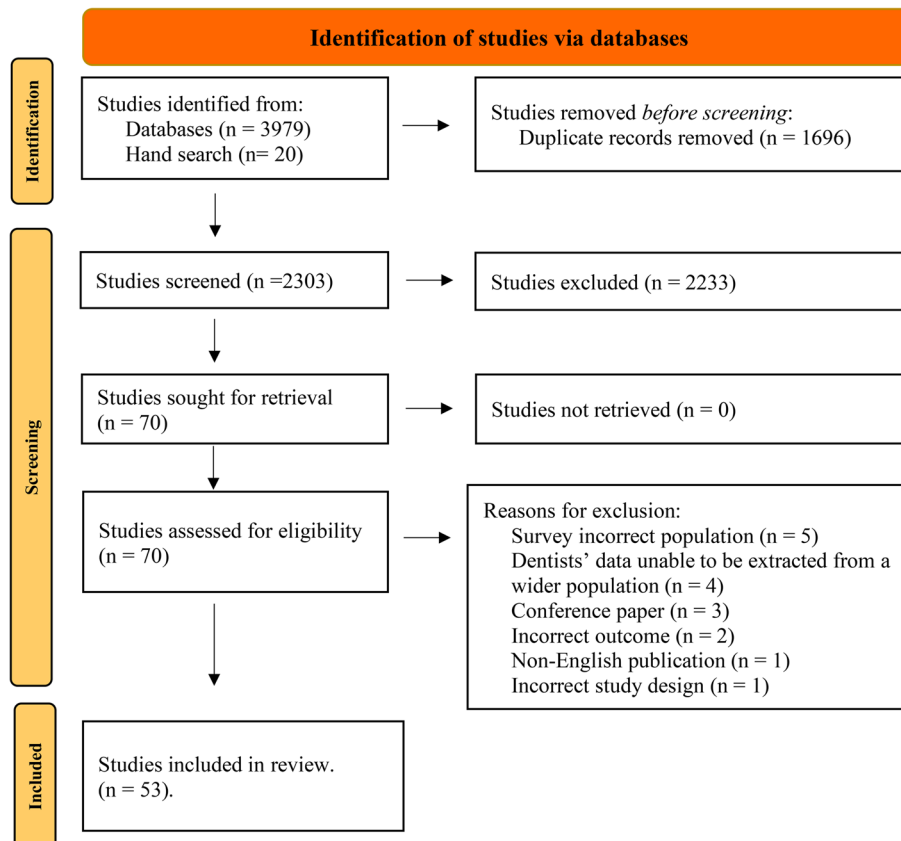 Identification of studies via databases
Identification
Studies identified from:
Databases (n = 3979)
Hand search (n= 20)
Studies removed before screening:
Duplicate records removed (n = 1696)
Screening
Studies screened (n =2303)
Studies excluded (n = 2233)
Studies sought for retrieval
(n = 70)
Studies not retrieved (n = 0)
Studies assessed for eligibility
(n = 70)
Reasons for exclusion:
Survey incorrect population (n = 5)
Dentists’ data unable to be extracted from a
wider population (n = 4)
Conference paper (n = 3)
Incorrect outcome (n = 2)
Non-English publication (n = 1)
Incorrect study design (n = 1)
Included
Studies included in review.
(n = 53).